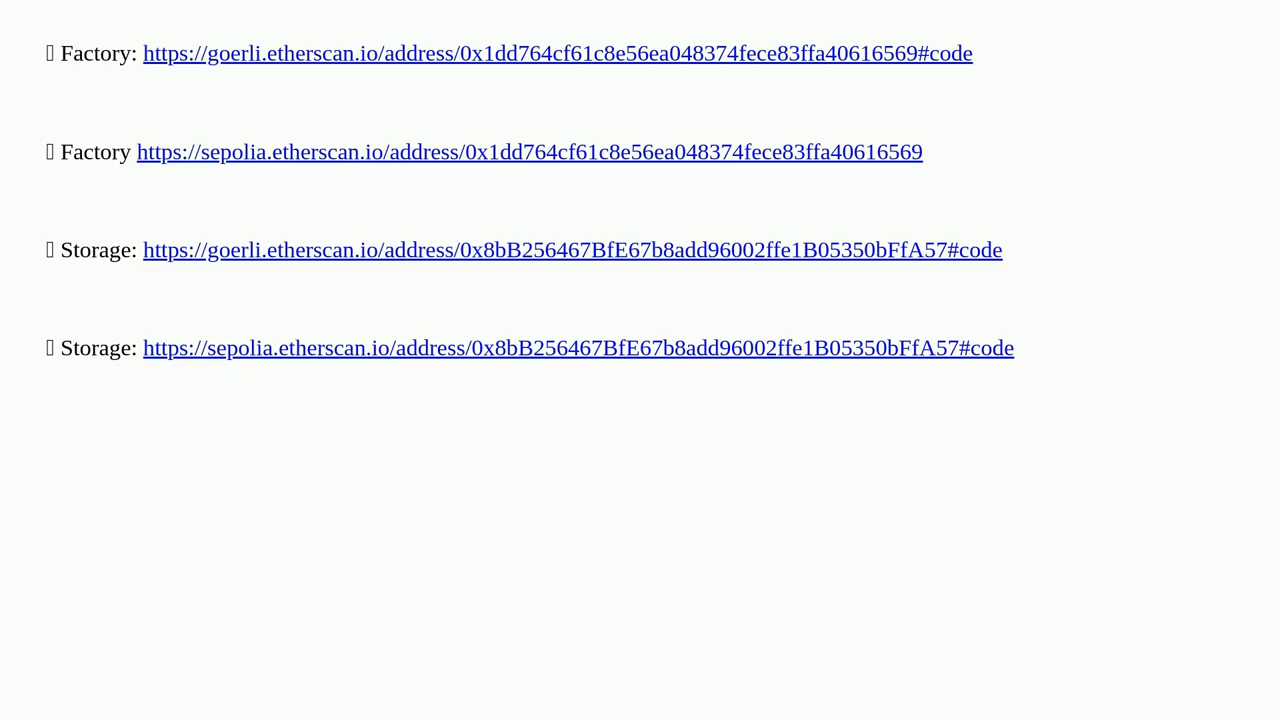 Factory: https://goerli.etherscan.io/address/0x1dd764cf61c8e56ea048374fece83ffa40616569#code
Factory https://sepolia.etherscan.io/address/0x1dd764cf61c8e56ea048374fece83ffa40616569
Storage: https://goerli.etherscan.io/address/0x8bB256467BfE67b8add96002ffe1B05350bFfA57#code
Storage: https://sepolia.etherscan.io/address/0x8bB256467BfE67b8add96002ffe1B05350bFfA57#code